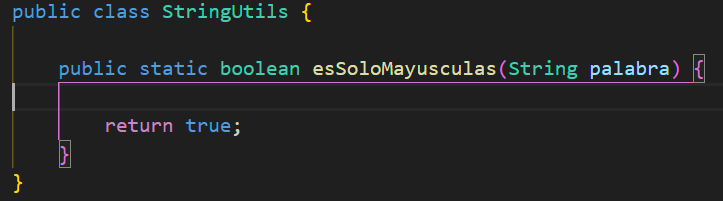 public class StringUtils {
public static boolean esSoloMayusculas(String palabra) {
return true;
}
}